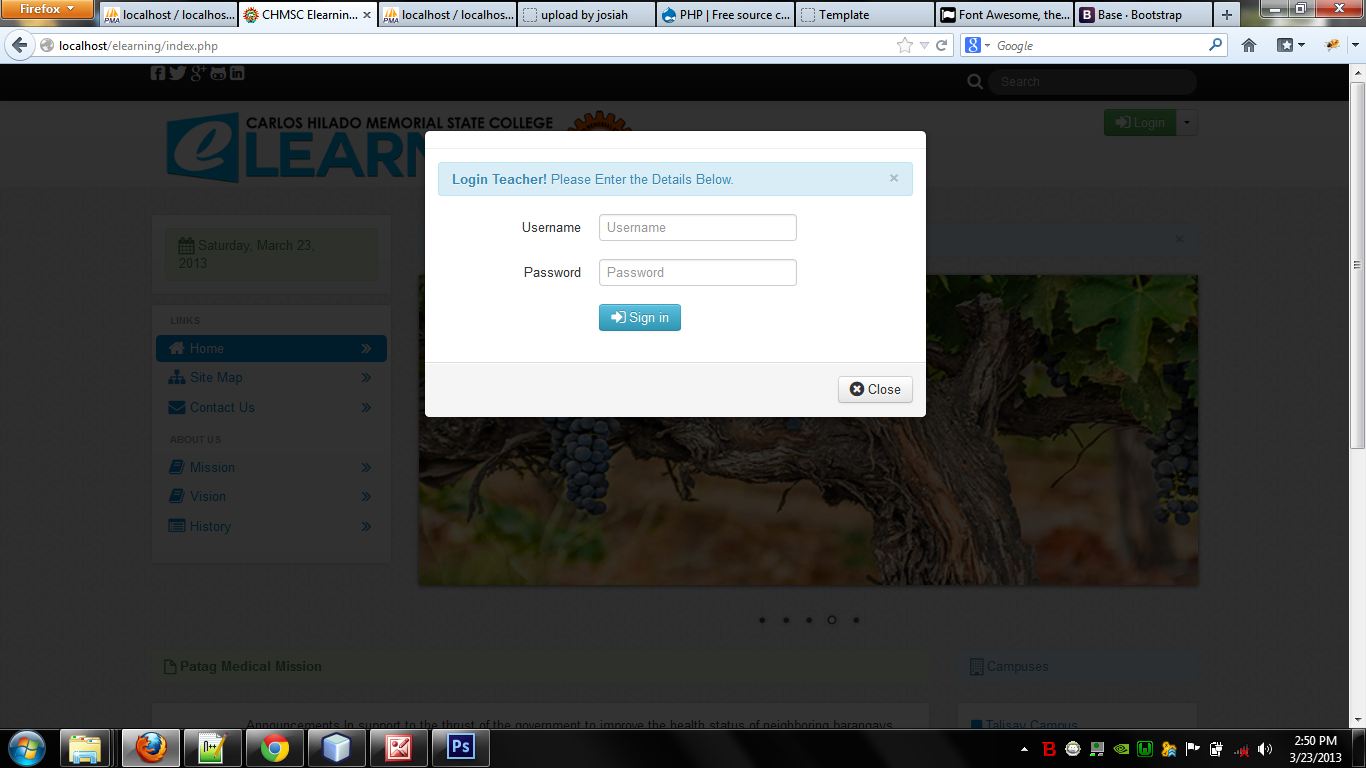 Firefox
localhost / localhos...
CHMSC Elearnin...
localhost / localhos...
upload by josiah
PHP | Free source c...
Template
Font Awesome, the...
Base · Bootstrap
localhost/elearning/index.php
Google
Search
CARLOS HILADO MEMORIAL STATE COLLEGE
eLEARN
Login
Login Teacher! Please Enter the Details Below.
×
Username
Username
Password
Password
Sign in
Close
Saturday, March 23,
2013
×
LINKS
Home
Site Map
Contact Us
ABOUT US
Mission
Vision
History
Patag Medical Mission
Campuses
Announcements In support to the thrust of the government to improve the health status of neighboring barangays
Talisay Campus
N++
Ps
B
2:50 PM
3/23/2013